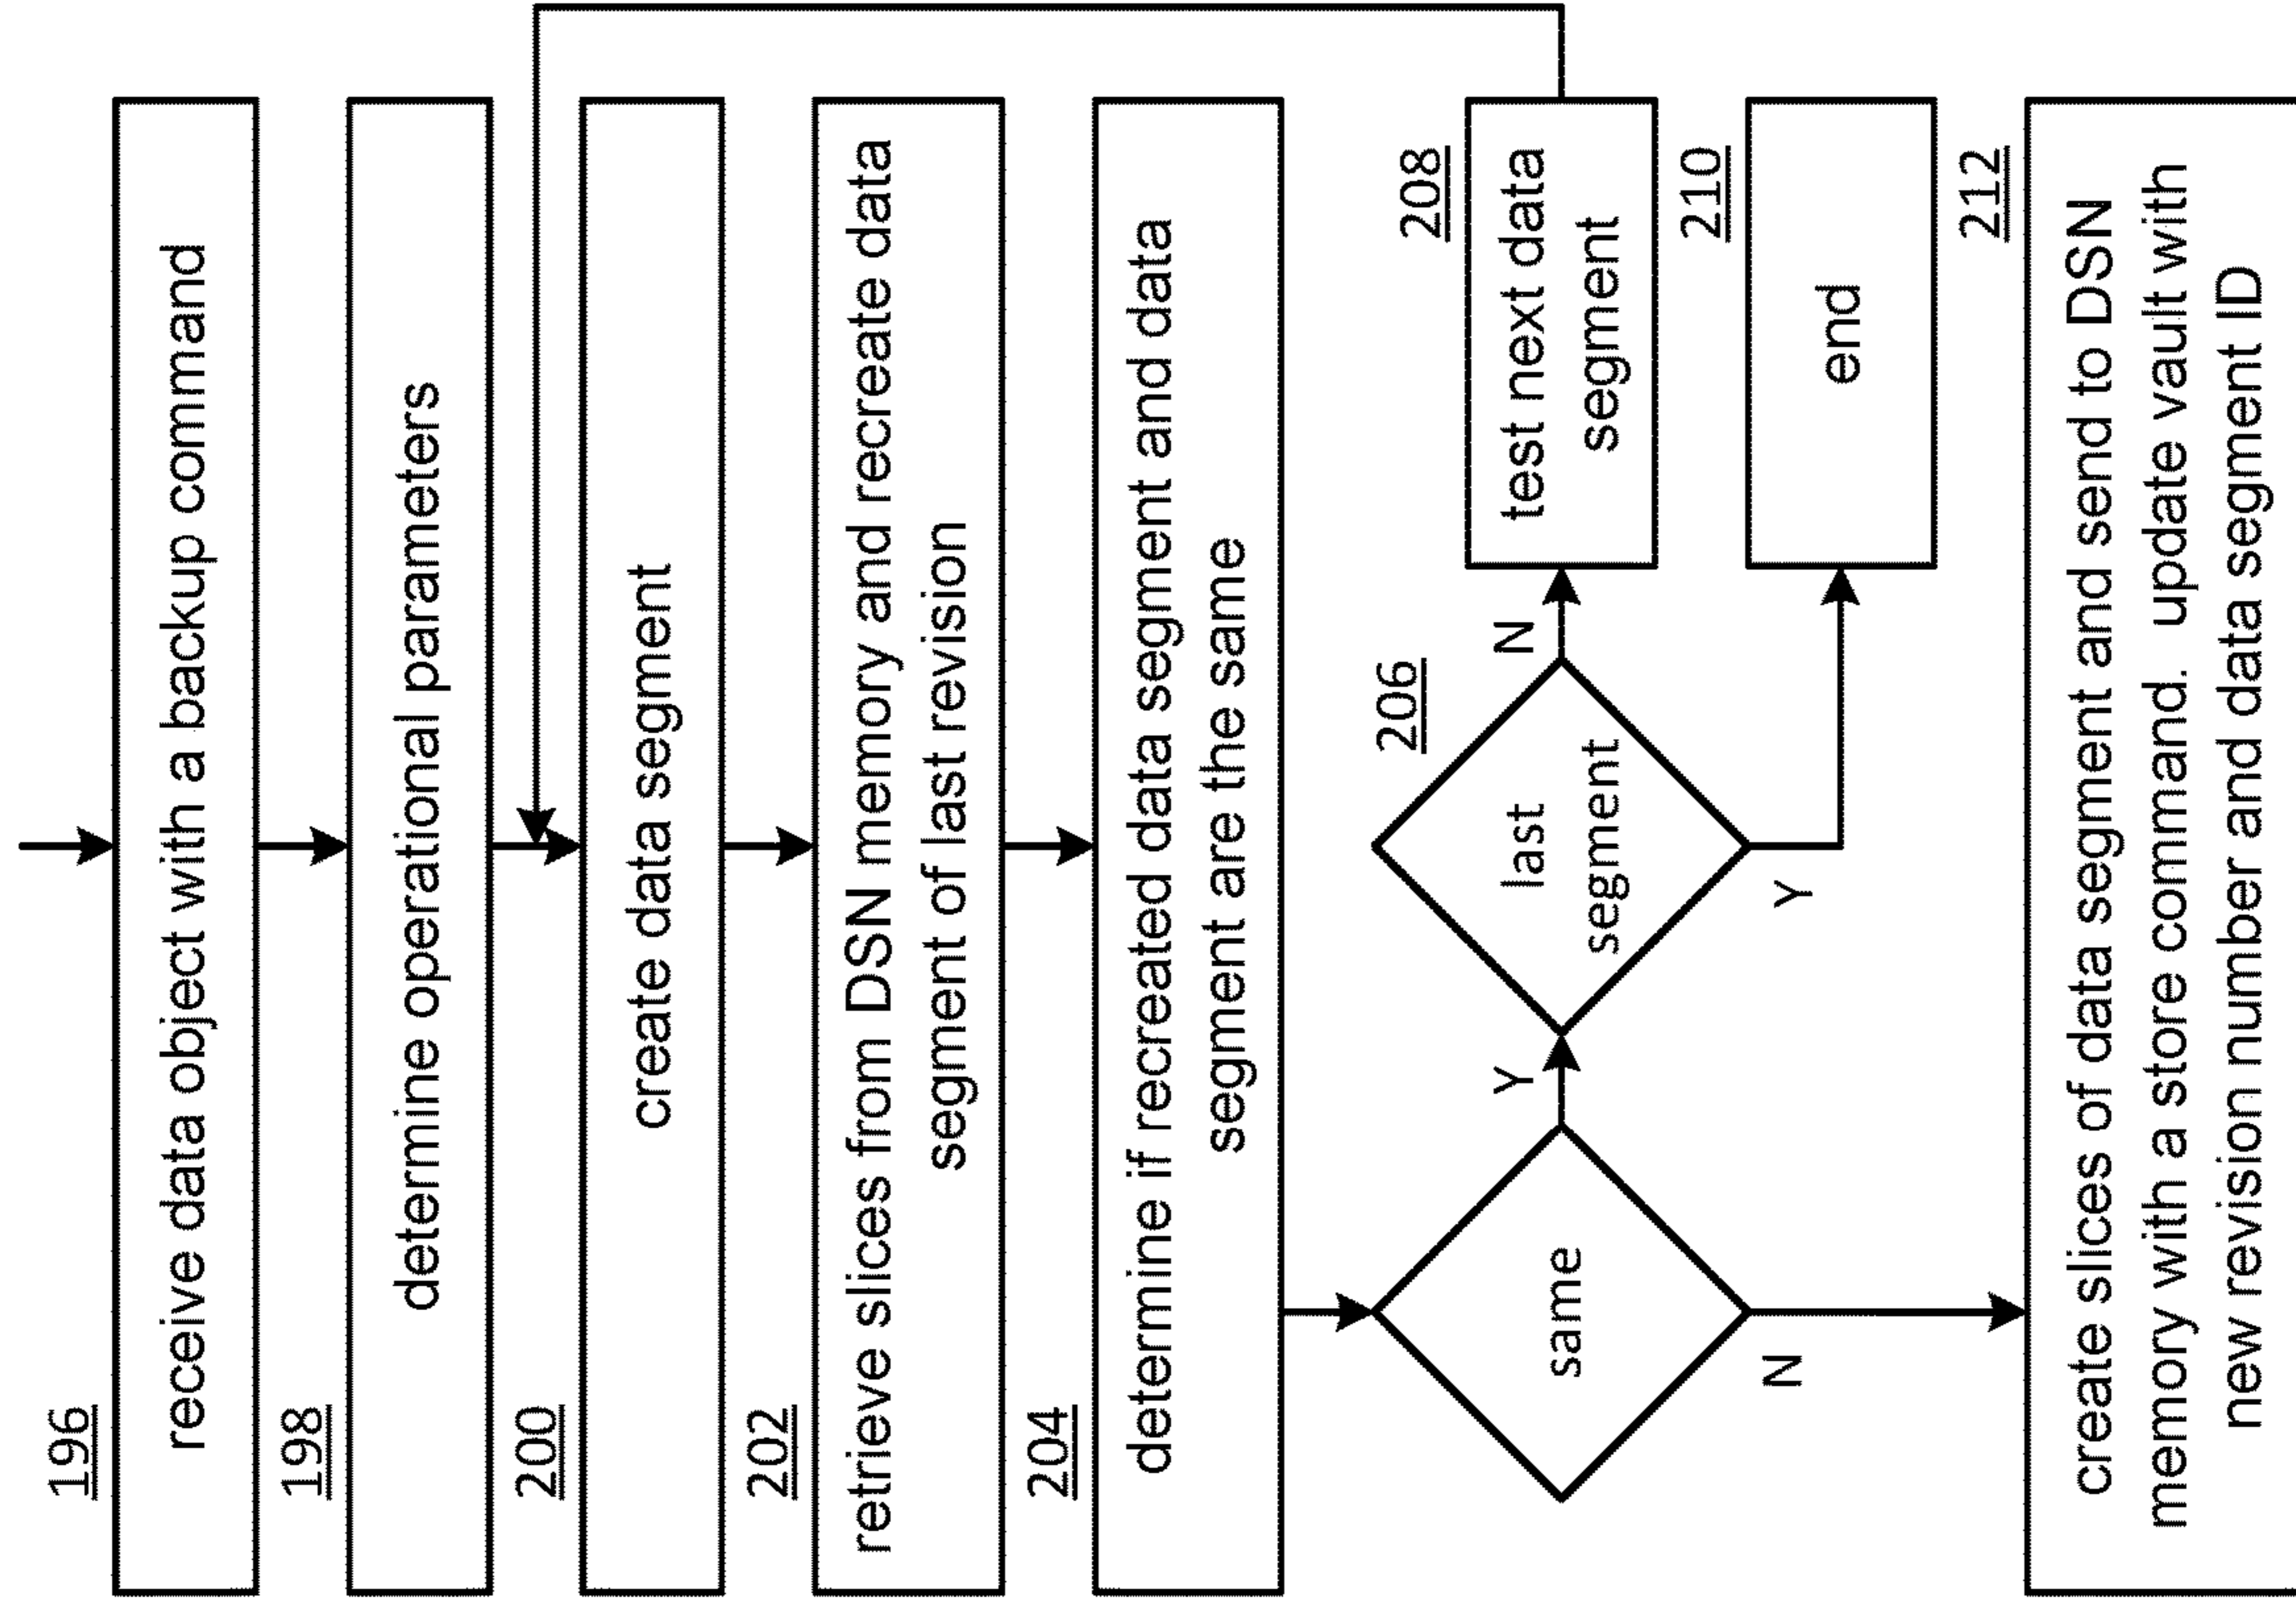 196
receive data object with a backup command
198
determine operational parameters
200
create data segment
202
retrieve slices from DSN memory and recreate data
segment of last revision
204
determine if recreated data segment and data
segment are the same
same
Y
N
206
last
segment
N
Y
208
test next data
segment
210
end
212
create slices of data segment and send to DSN
memory with a store command. update vault with
new revision number and data segment ID